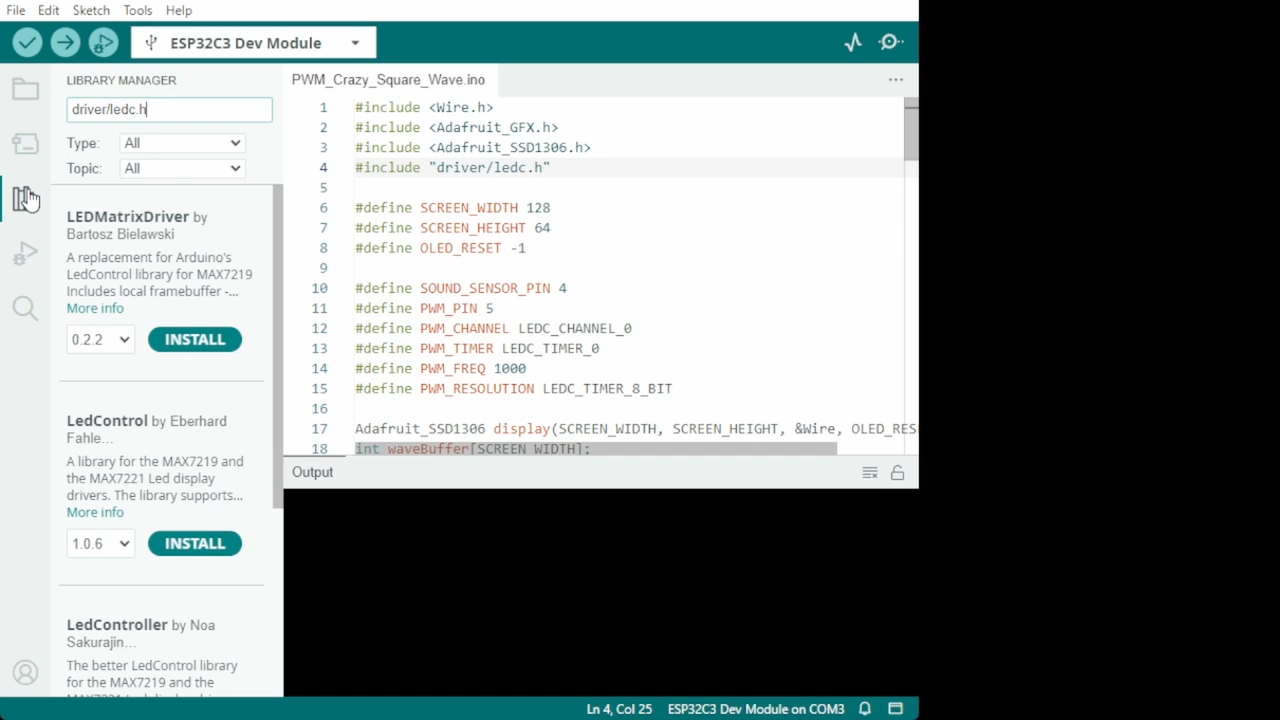 File Edit Sketch Tools Help
ESP32C3 Dev Module
LIBRARY MANAGER
driver/ledc.h
Type: All
Topic: All
LEDMatrixDriver by
Bartosz Bielawski
A replacement for Arduino's
LedControl library for MAX7219
Includes local framebuffer -...
More info
0.2.2 INSTALL
LedControl by Eberhard
Fahle...
A library for the MAX7219 and
the MAX7221 Led display
drivers. The library supports...
More info
1.0.6 INSTALL
LedController by Noa
Sakurajin...
The better LedControl library
for the MAX7219 and the
PWM_Crazy_Square_Wave.ino
1 #include <Wire.h>
2 #include <Adafruit_GFX.h>
3 #include <Adafruit_SSD1306.h>
4 #include "driver/ledc.h"
5
6 #define SCREEN_WIDTH 128
7 #define SCREEN_HEIGHT 64
8 #define OLED_RESET -1
9
10 #define SOUND_SENSOR_PIN 4
11 #define PWM_PIN 5
12 #define PWM_CHANNEL LEDC_CHANNEL_0
13 #define PWM_TIMER LEDC_TIMER_0
14 #define PWM_FREQ 1000
15 #define PWM_RESOLUTION LEDC_TIMER_8_BIT
16
17 Adafruit_SSD1306 display(SCREEN_WIDTH, SCREEN_HEIGHT, &Wire, OLED_RES
18 int waveBuffer[SCREEN_WIDTH];
Output
Ln 4, Col 25 ESP32C3 Dev Module on COM3